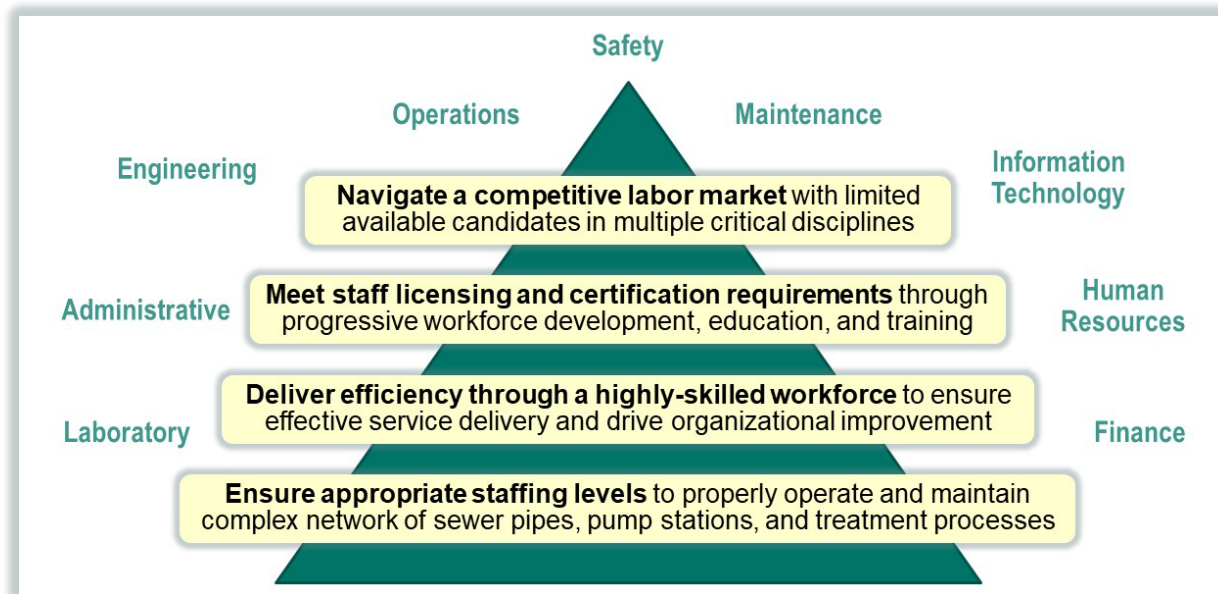 Safety
Operations
Maintenance
Engineering
Information
Technology
Navigate a competitive labor market with limited
available candidates in multiple critical disciplines
Administrative
Meet staff licensing and certification requirements through
progressive workforce development, education, and training
Human
Resources
Deliver efficiency through a highly-skilled workforce to ensure
effective service delivery and drive organizational improvement
Laboratory
Finance
Ensure appropriate staffing levels to properly operate and maintain
complex network of sewer pipes, pump stations, and treatment processes